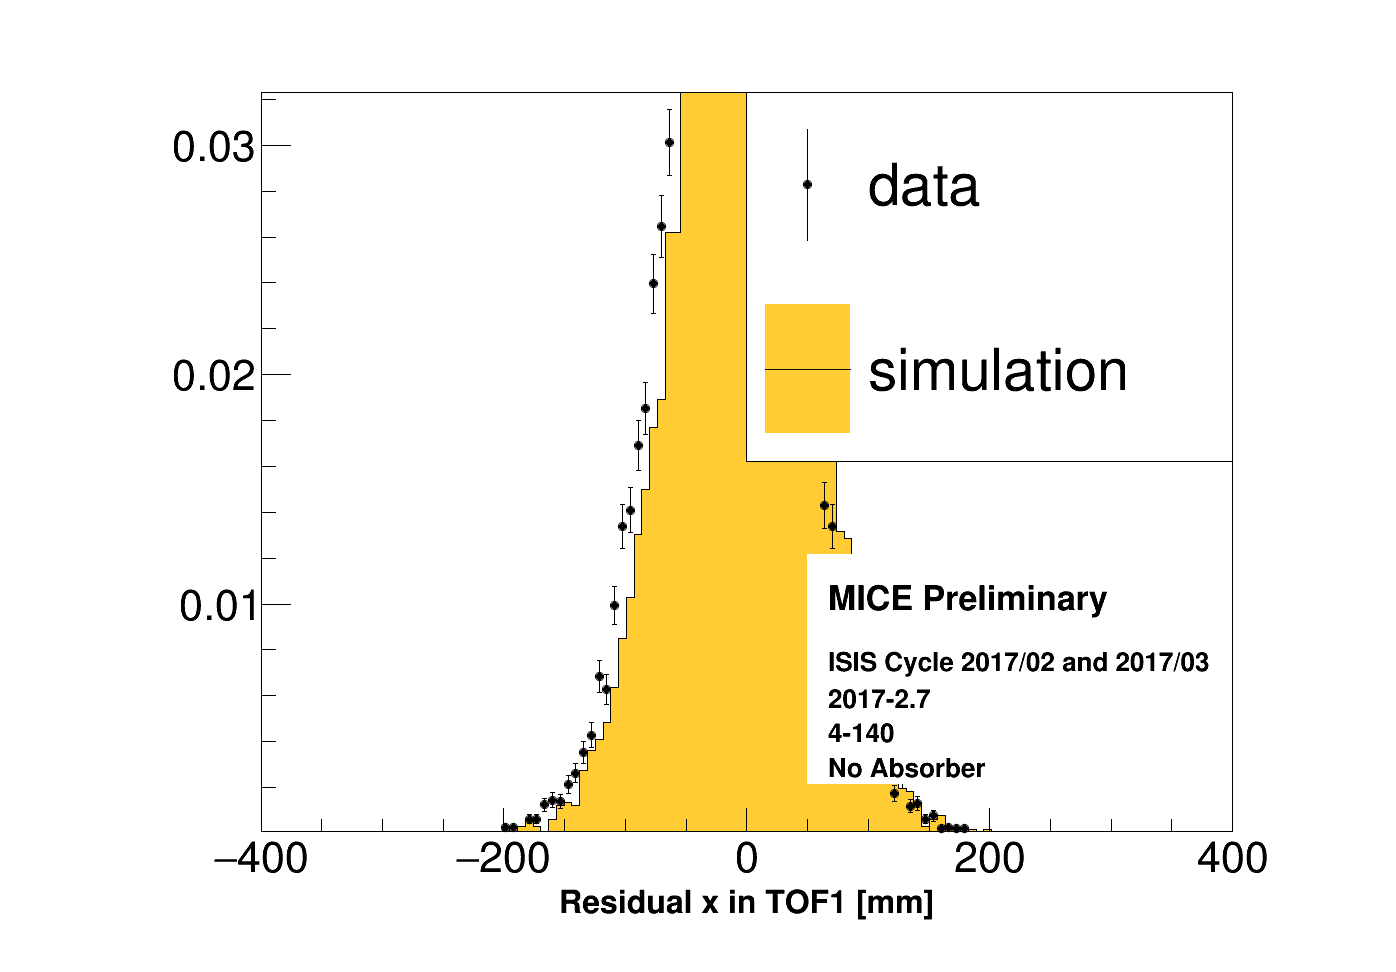 0.03
data
0.02
simulation
0.01
MICE Preliminary
ISIS Cycle 2017/02 and 2017/03
2017-2.7
4-140
No Absorber
−400 −200 0 200 400
Residual x in TOF1 [mm]